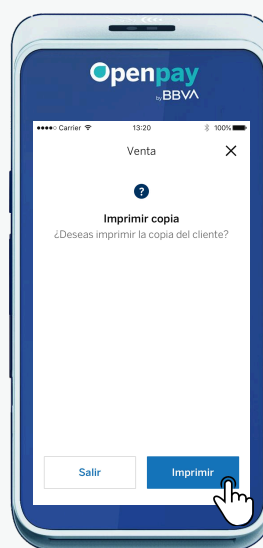 Openpay
by BBVA
Carrier 13:20 100%
Venta
Imprimir copia
¿Deseas imprimir la copia del cliente?
Salir Imprimir